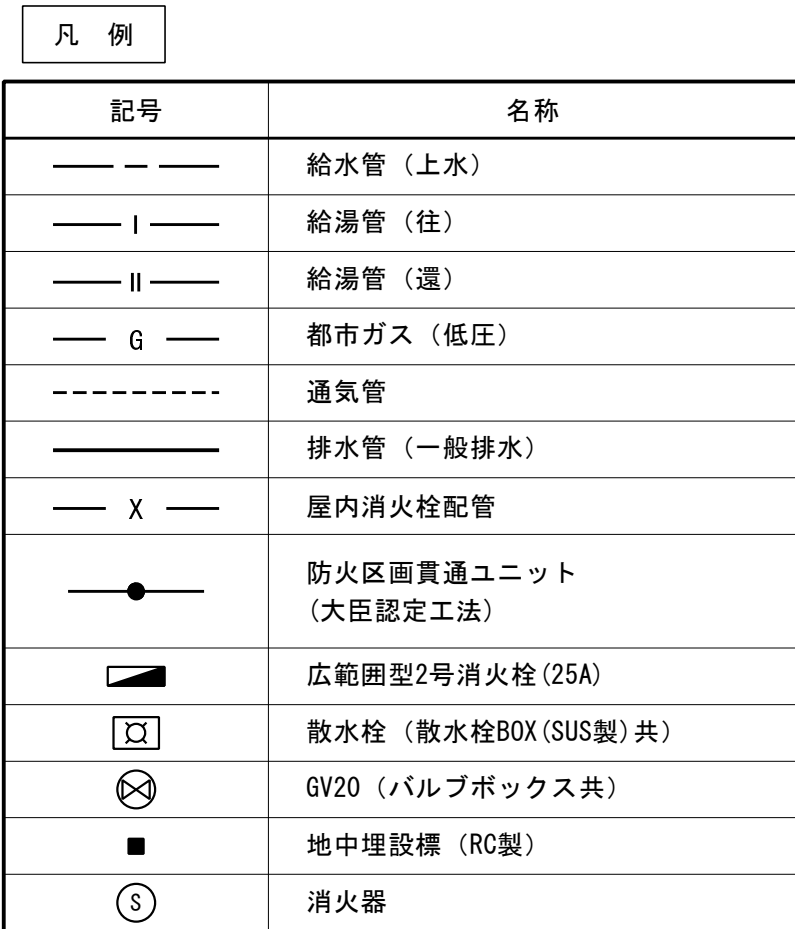 凡 例
記号 名称
給水管（上水）
I 給湯管（往）
II 給湯管（還）
G 都市ガス（低圧）
通気管
排水管（一般排水）
X 屋内消火栓配管
防火区画貫通ユニット
(大臣認定工法)
広範囲型2号消火栓(25A)
散水栓（散水栓BOX(SUS製)共）
GV20（バルブボックス共）
地中埋設標（RC製）
S 消火器